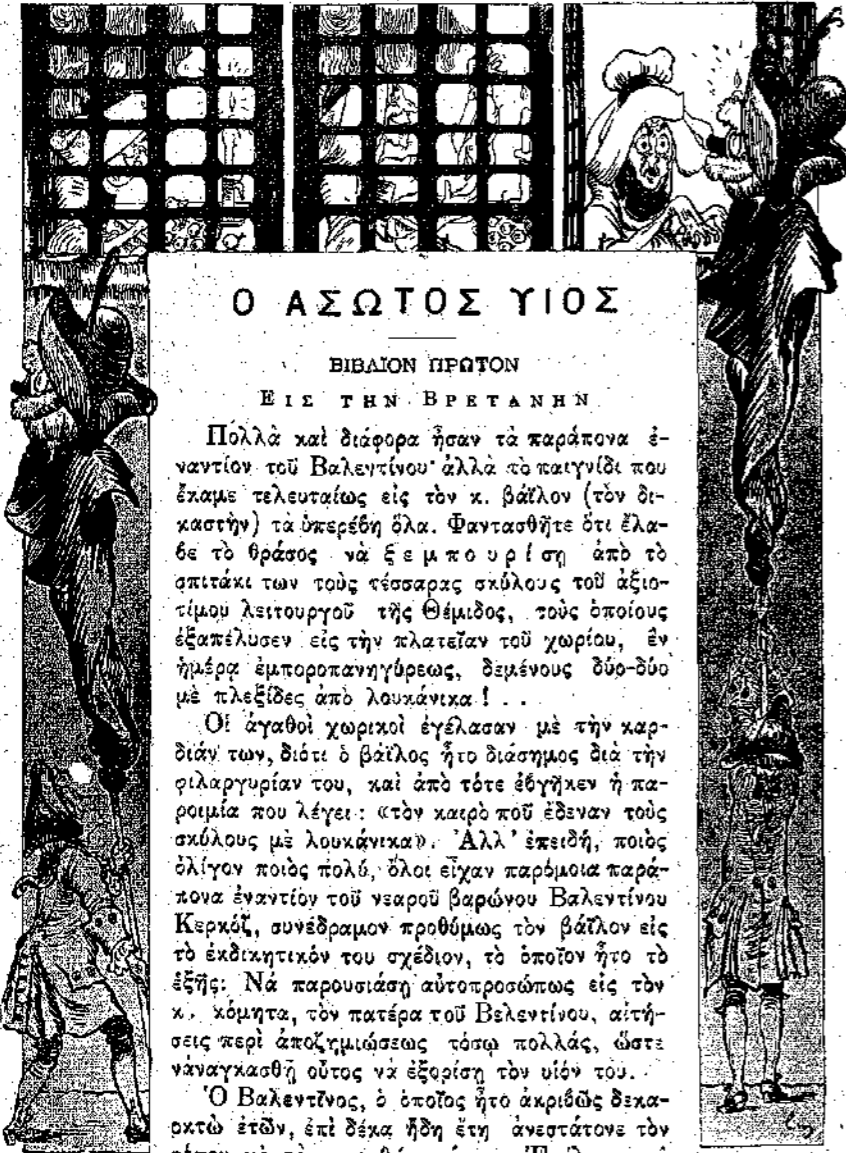 Ο ΑΣΩΤΟΣ ΥΙΟΣ
ΒΙΒΛΙΟΝ ΠΡΩΤΟΝ
ΕΙΣ ΤΗΝ ΒΡΕΤΑΝΗΝ
Πολλὰ καὶ διάφορα ἦσαν τὰ παράπονα ἐ-
ναντίον τοῦ Βαλεντίνου· ἀλλὰ τὸ παιγνίδι που
ἔκαμε τελευταίως εἰς τὸν κ. βάϊλον (τὸν δι-
καστὴν) τὰ ὑπερέβη ὅλα. Φαντασθῆτε ὅτι ἔλα-
βε τὸ θράσος νὰ ξεμπουρίσῃ ἀπὸ τὸ
σπιτάκι των τοὺς τέσσαρας σκύλους τοῦ ἀξιο-
τίμου λειτουργοῦ τῆς Θέμιδος, τοὺς ὁποίους
ἐξαπέλυσεν εἰς τὴν πλατεῖαν τοῦ χωρίου, ἐν
ἡμέρᾳ ἐμποροπανηγύρεως, δεμένους δύο-δύο
μὲ πλεξίδες ἀπὸ λουκάνικα! . .
Οἱ ἀγαθοὶ χωρικοὶ ἐγέλασαν μὲ τὴν καρ-
διάν των, διότι ὁ βάϊλος ἦτο διάσημος διὰ τὴν
φιλαργυρίαν του, καὶ ἀπὸ τότε ἐβγῆκεν ἡ πα-
ροιμία που λέγει: «τὸν καιρὸ ποῦ ἔδεναν τοὺς
σκύλους μὲ λουκάνικα». Ἀλλ' ἐπειδή, ποιὸς
ὀλίγον ποιὸς πολύ, ὅλοι εἶχαν παρόμοια παρά-
πονα ἐναντίον τοῦ νεαροῦ βαρώνου Βαλεντίνου
Κερκόζ, συνέδραμον προθύμως τὸν βάϊλον εἰς
τὸ ἐκδικητικόν του σχέδιον, τὸ ὁποῖον ἦτο τὸ
ἑξῆς: Νὰ παρουσιάσῃ αὐτοπροσώπως εἰς τὸν
κ. κόμητα, τὸν πατέρα τοῦ Βελεντίνου, αἰτή-
σεις περὶ ἀποζημιώσεως τόσῳ πολλάς, ὥστε
νἀναγκασθῇ οὗτος νὰ ἐξορίσῃ τὸν υἱόν του.
Ὁ Βαλεντῖνος, ὁ ὁποῖος ἦτο ἀκριβῶς δεκα-
οκτὼ ἐτῶν, ἐπὶ δέκα ἤδη ἔτη ἀνεστάτονε τὸν